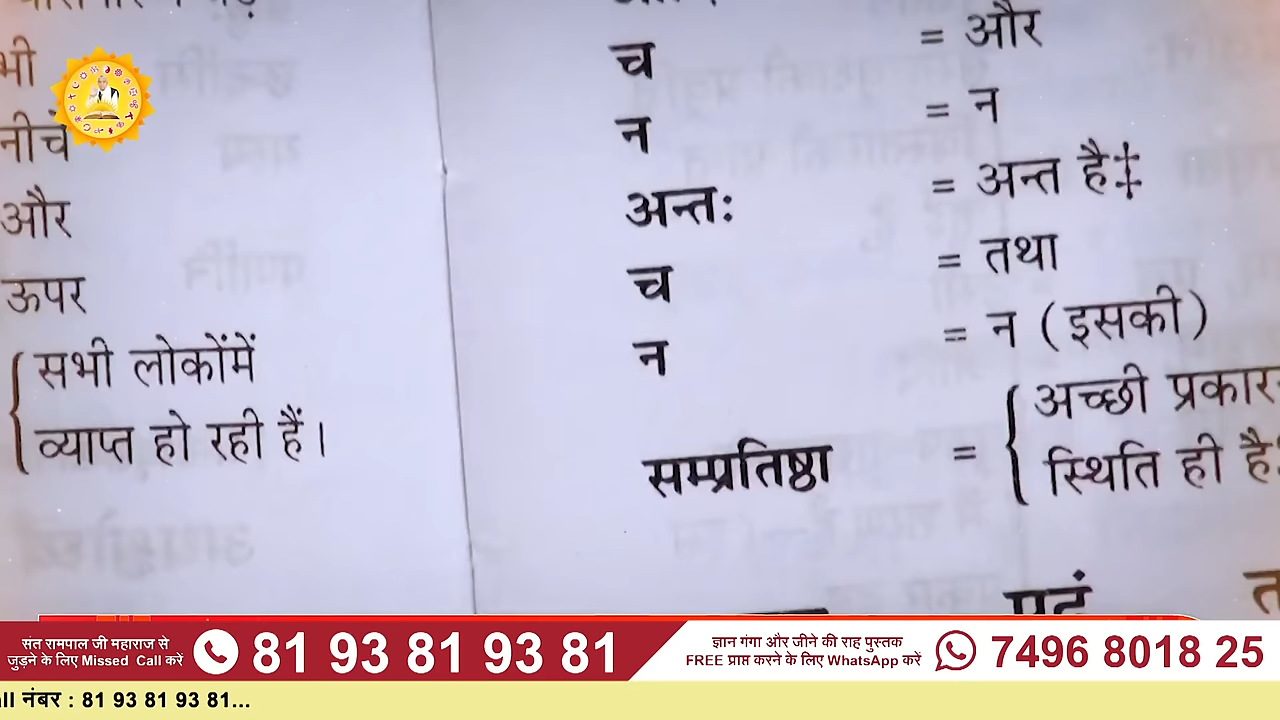 भी
नीचे
और
ऊपर
सभी लोकोंमें
व्याप्त हो रही हैं।
च = और
न = न
अन्तः = अन्त है‡
च = तथा
न = न (इसकी)
सम्प्रतिष्ठा = अच्छी प्रकार-
स्थिति ही है
संत रामपाल जी महाराज से
जुड़ने के लिए Missed Call करें
81 93 81 93 81
ज्ञान गंगा और जीने की राह पुस्तक
FREE प्राप्त करने के लिए WhatsApp करें
7496 8018 25
नंबर : 81 93 81 93 81...